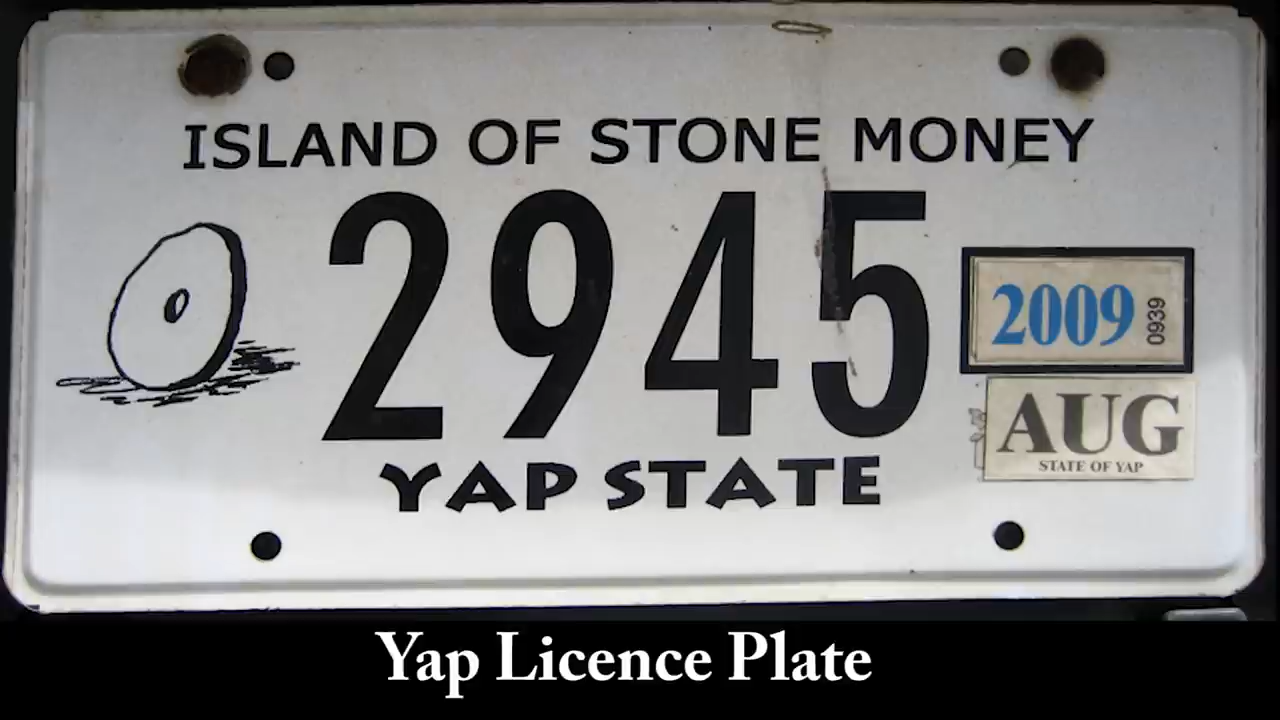 ISLAND OF STONE MONEY
2945
2009 0939
AUG
STATE OF YAP
YAP STATE
Yap Licence Plate